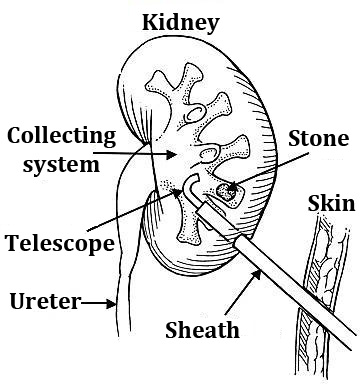 Kidney
Collecting
system
Stone
Skin
Telescope
Ureter
Sheath